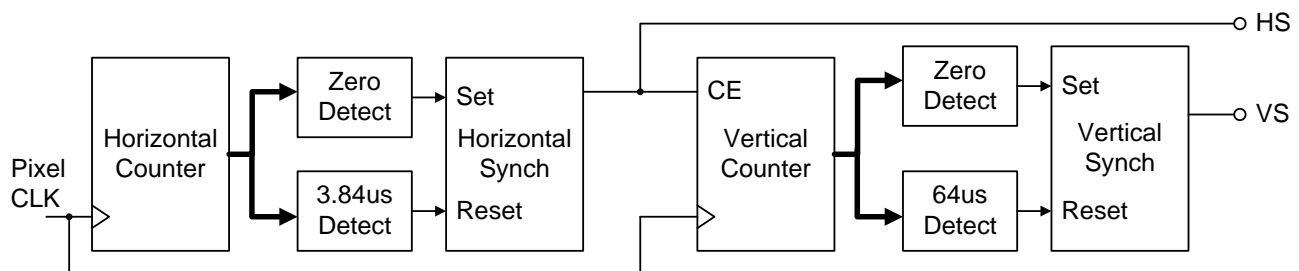 HS
Zero
Detect
Zero
Detect
Set
CE
Set
VS
Horizontal
Counter
Horizontal
Synch
Vertical
Counter
Vertical
Synch
Pixel
CLK
3.84us
Detect
Reset
64us
Detect
Reset